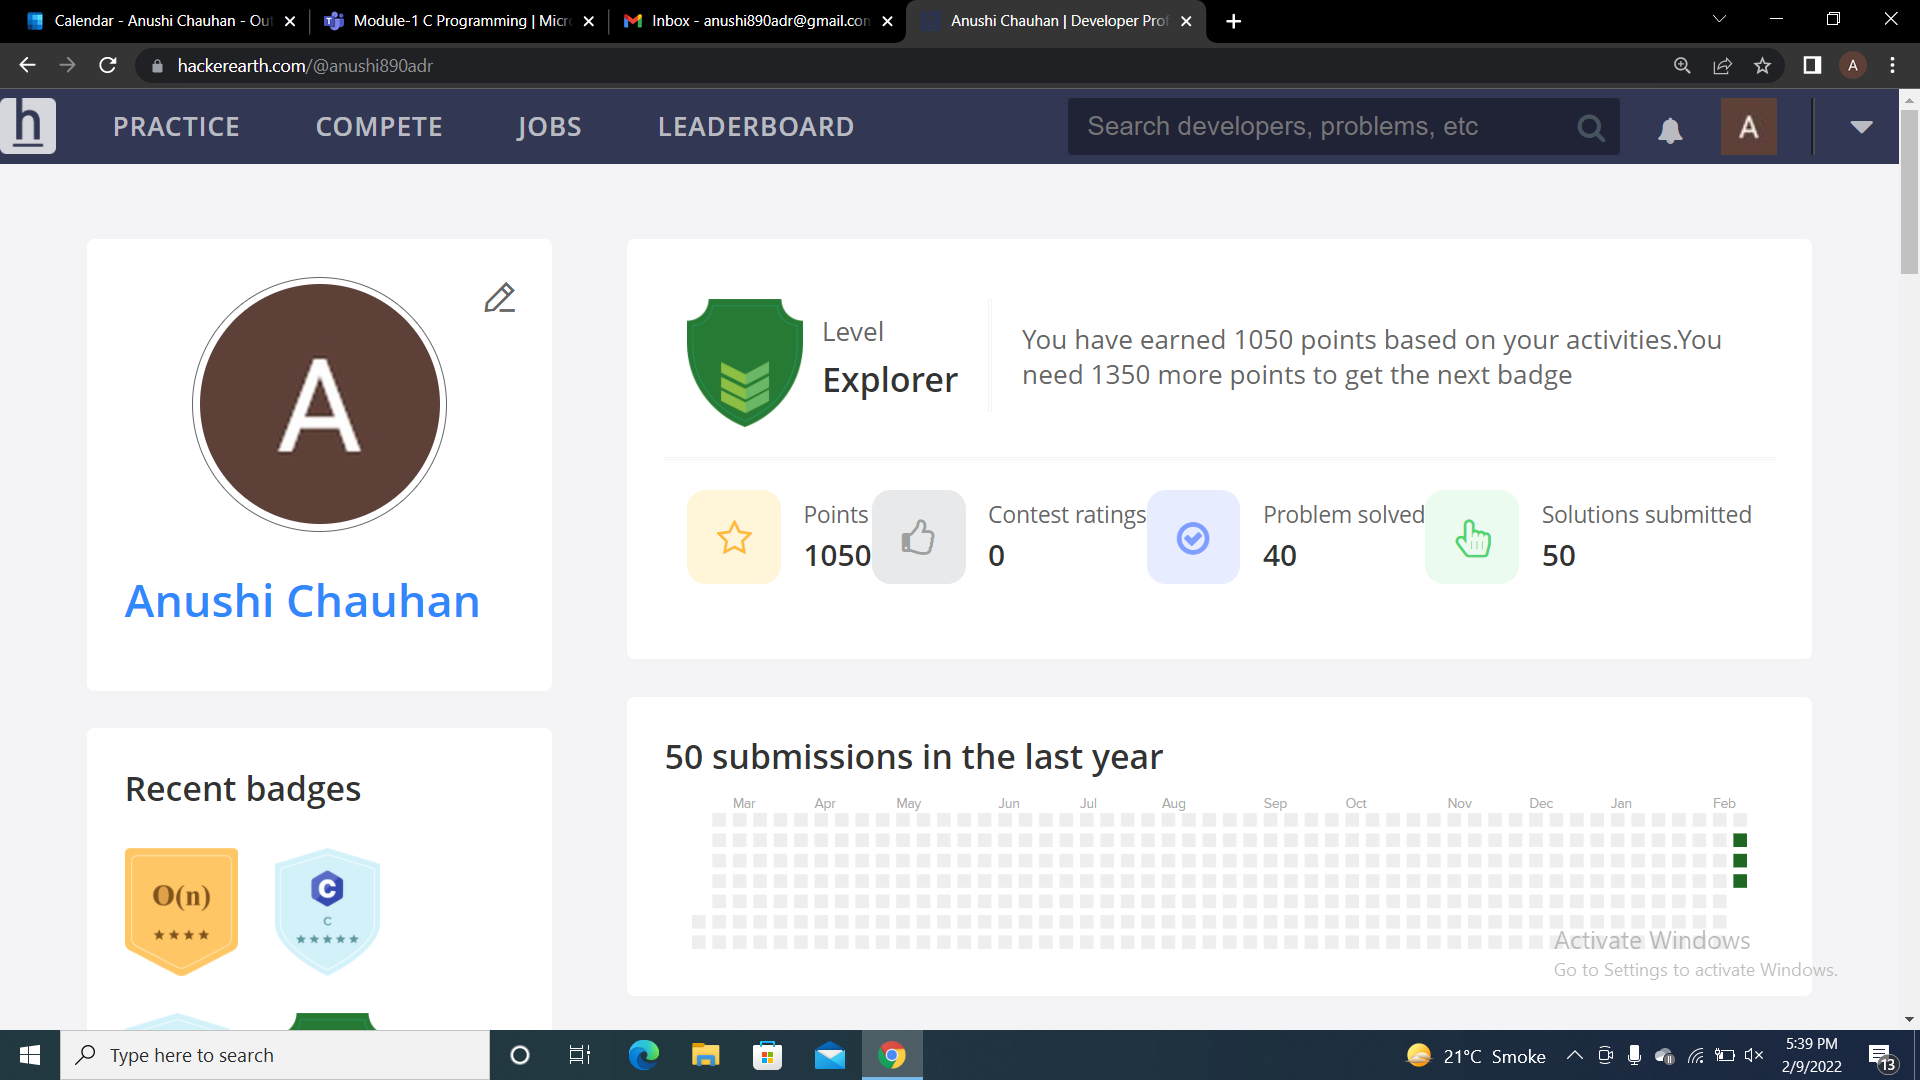 Calendar - Anushi Chauhan - Ou
Module-1 C Programming | Micr
Inbox - anushi890adr@gmail.con
Anushi Chauhan | Developer Prof
hackerearth.com/@anushi890adr
A
h
PRACTICE
COMPETE
JOBS
LEADERBOARD
Search developers, problems, etc
A
A
Anushi Chauhan
Level
Explorer
You have earned 1050 points based on your activities.You
need 1350 more points to get the next badge
Points
1050
Contest ratings
0
Problem solved
40
Solutions submitted
50
Recent badges
O(n)
C
C
50 submissions in the last year
Mar Apr May Jun Jul Aug Sep Oct Nov Dec Jan Feb
Activate Windows
Go to Settings to activate Windows.
Type here to search
21°C Smoke
5:39 PM
2/9/2022
13